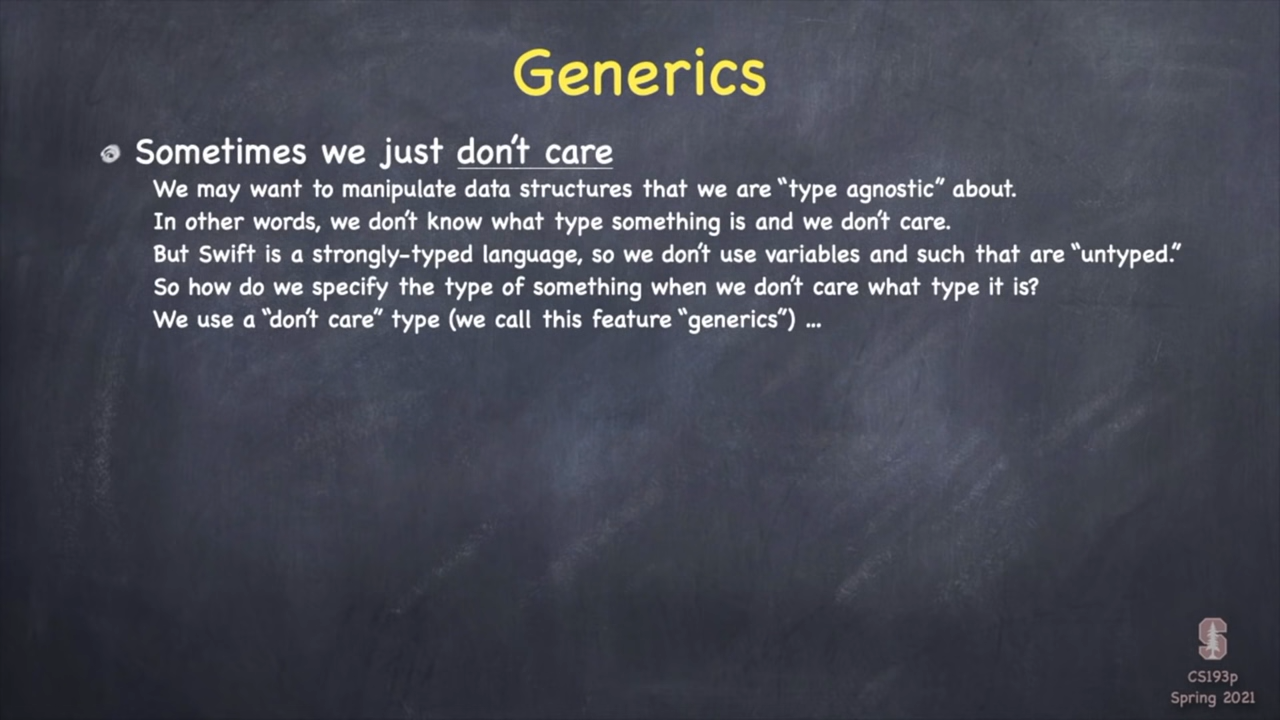 Generics
Sometimes we just don't care
We may want to manipulate data structures that we are “type agnostic” about.
In other words, we don't know what type something is and we don't care.
But Swift is a strongly-typed language, so we don't use variables and such that are “untyped.”
So how do we specify the type of something when we don't care what type it is?
We use a “don't care” type (we call this feature “generics”) ...
S
CS193p
Spring 2021